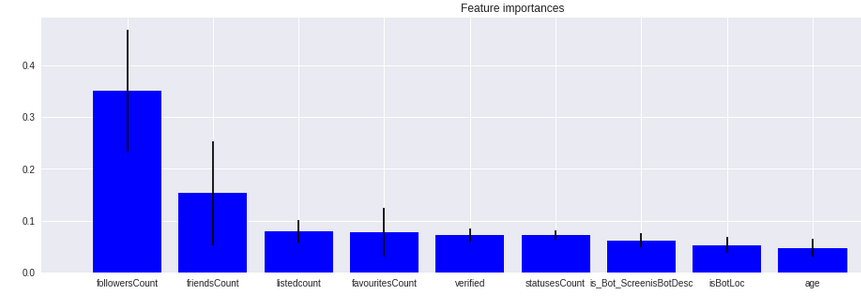 Feature importances
0.4
0.3
0.2
0.1
0.0
followersCount friendsCount listedcount favouritesCount verified statusesCount is_Bot_ScreenisBotDesc isBotLoc age